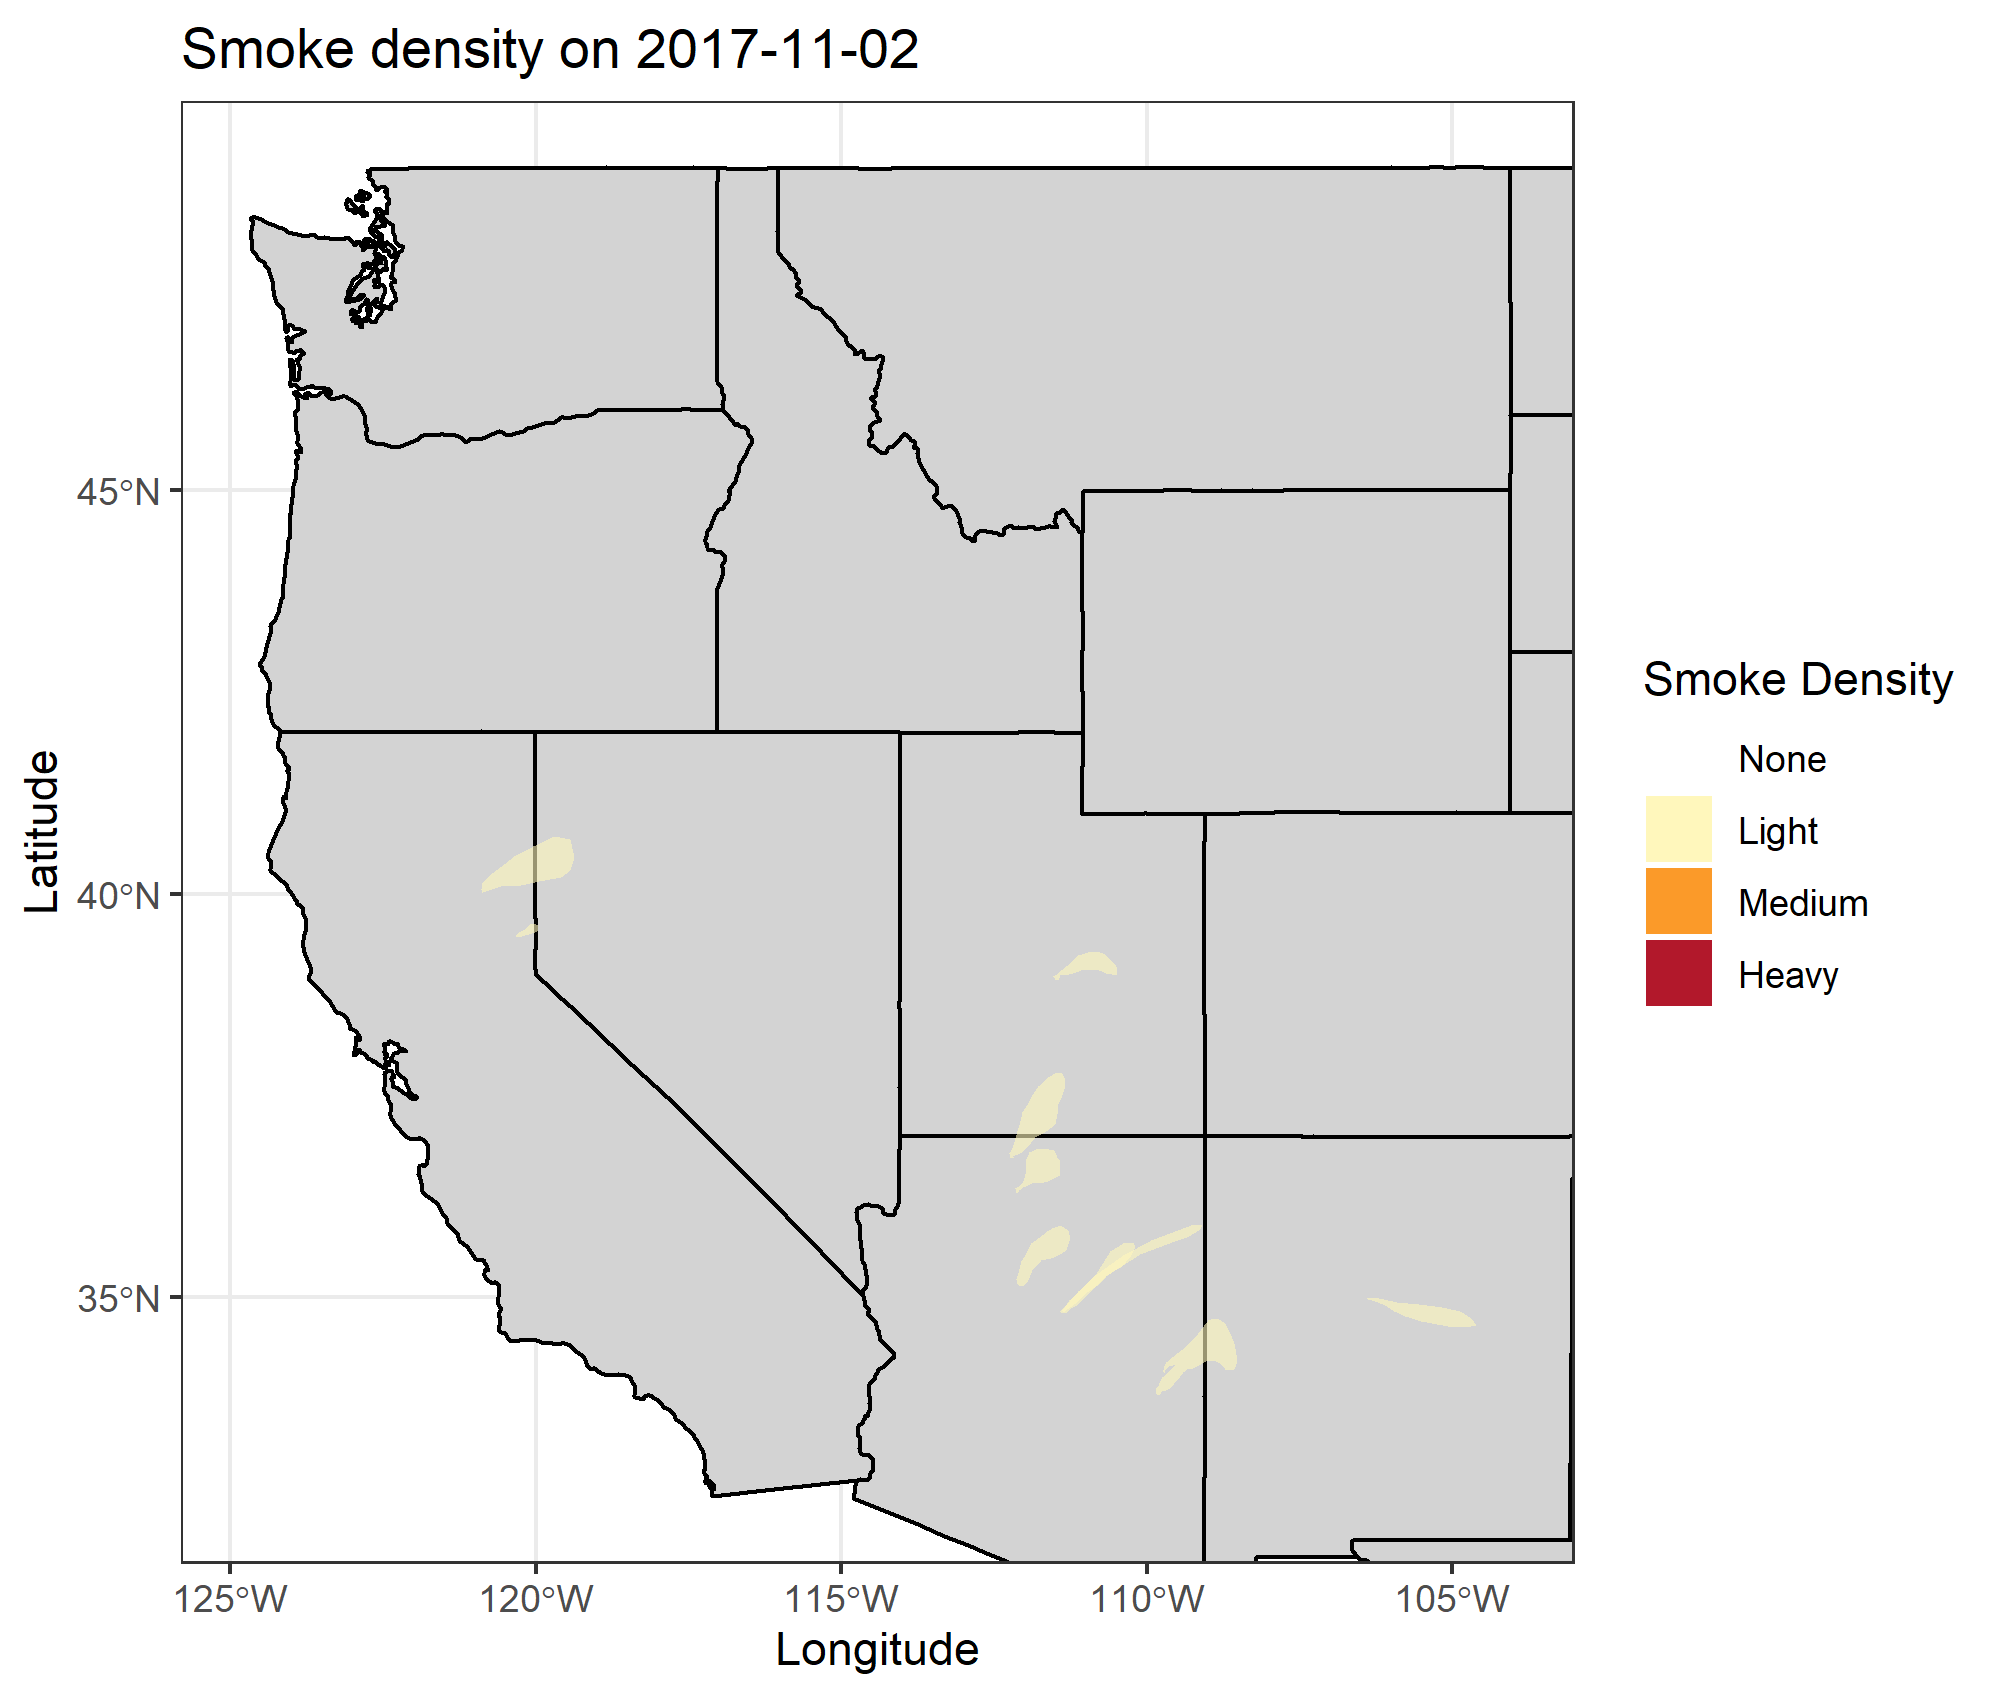 Smoke density on 2017-11-02
Latitude
45°N
40°N
35°N
125°W
120°W
115°W
110°W
105°W
Longitude
Smoke Density
None
Light
Medium
Heavy